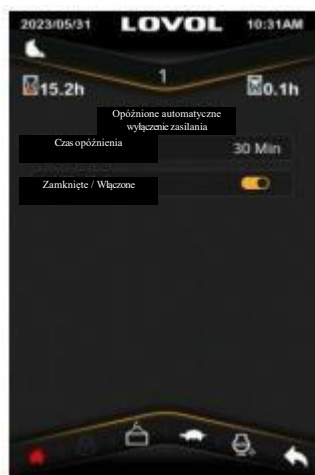 2023/05/31 LOVOL 10:31AM
1
15.2h 0.1h
Opóźnione automatyczne
wyłączenie zasilania
Czas opóźnienia 30 Min
Zamknięte / Włączone